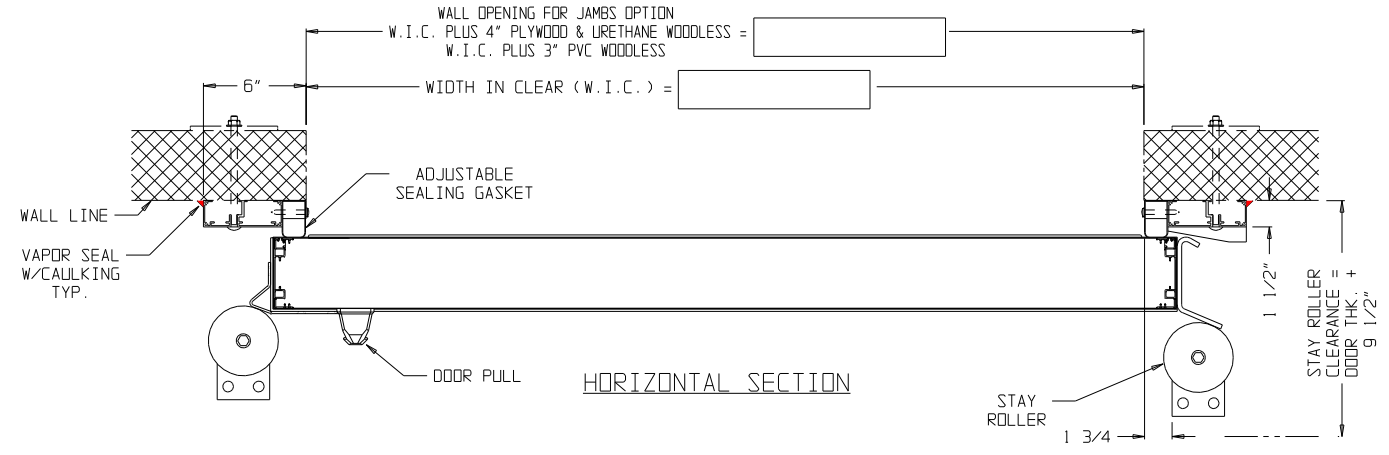 WALL OPENING FOR JAMBS OPTION
W.I.C. PLUS 4" PLYWOOD & URETHANE WOODLESS =
W.I.C. PLUS 3" PVC WOODLESS
6"
WIDTH IN CLEAR (W.I.C.) =
ADJUSTABLE
SEALING GASKET
WALL LINE
VAPOR SEAL
W/CAULKING
TYP.
1 1/2"
STAY ROLLER
CLEARANCE =
DOOR THK. +
9 1/2"
DOOR PULL
HORIZONTAL SECTION
STAY
ROLLER
1 3/4